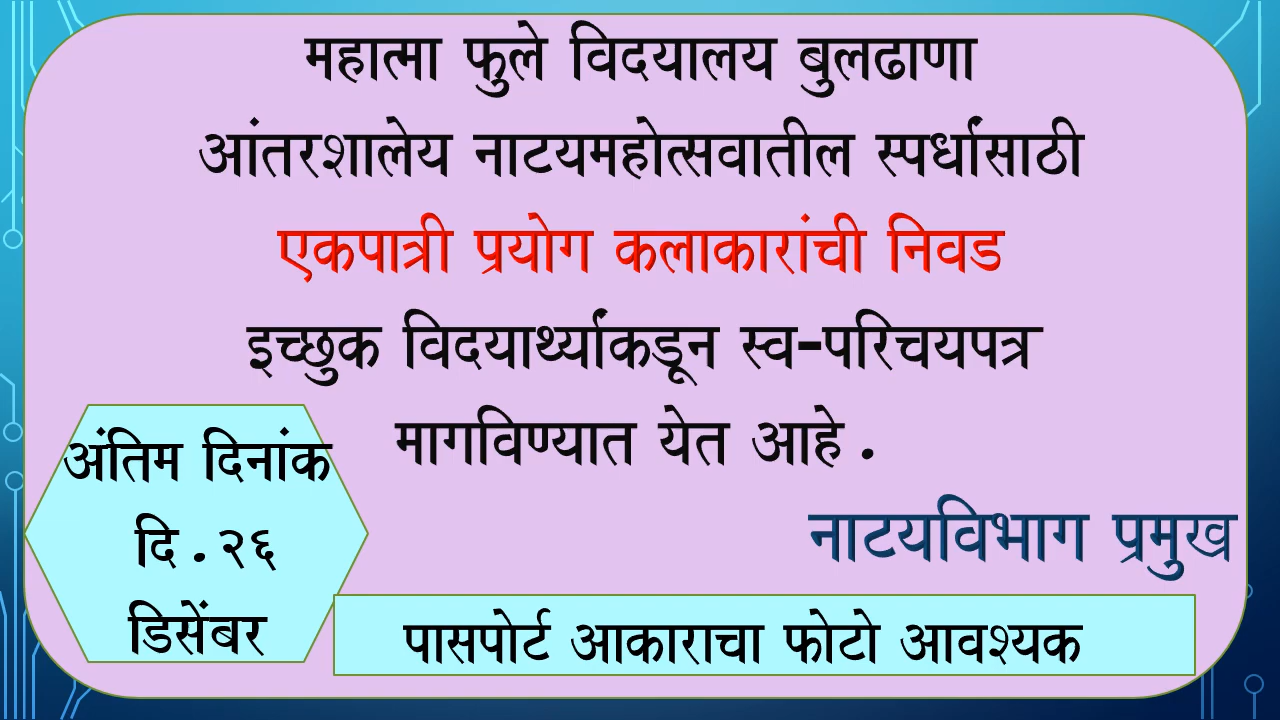 महात्मा फुले विदयालय बुलढाणा
आंतरशालेय नाटयमहोत्सवातील स्पर्धांसाठी
एकपात्री प्रयोग कलाकारांची निवड
इच्छुक विदयार्थ्यांकडून स्व-परिचयपत्र
मागविण्यात येत आहे .
नाटयविभाग प्रमुख
अंतिम दिनांक
दि . २६
डिसेंबर
पासपोर्ट आकाराचा फोटो आवश्यक